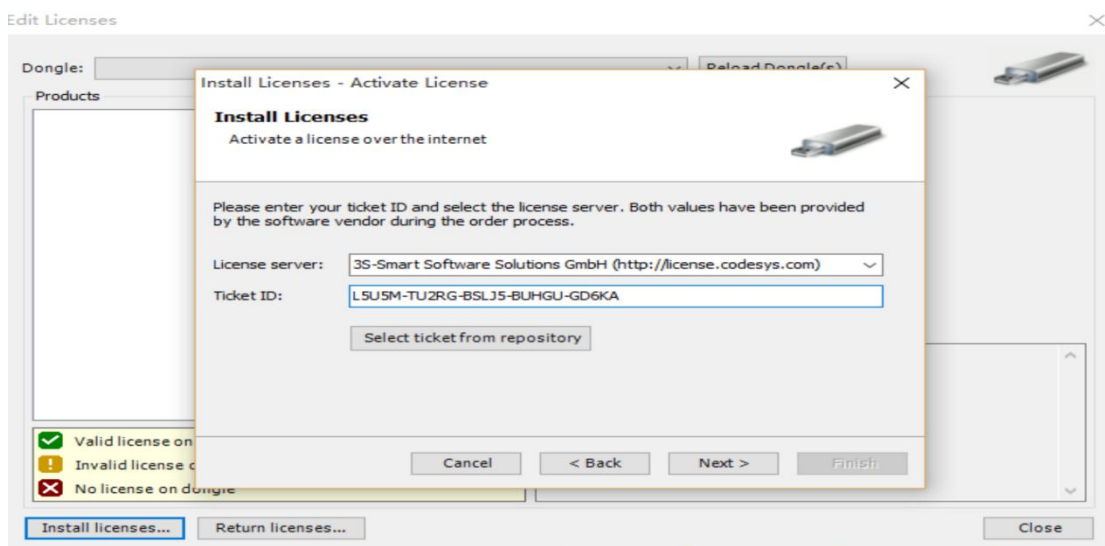 Edit Licenses
Dongle:
Reload Dongle(s)
Products
Install Licenses - Activate License
Install Licenses
Activate a license over the internet
Please enter your ticket ID and select the license server. Both values have been provided
by the software vendor during the order process.
License server: 3S-Smart Software Solutions GmbH (http://license.codesys.com)
Ticket ID: L5U5M-TU2RG-BSLJ5-BUHGU-GD6KA
Select ticket from repository
Valid license on
Invalid license
No license on dongle
Cancel < Back Next > Finish
Install licenses... Return licenses... Close